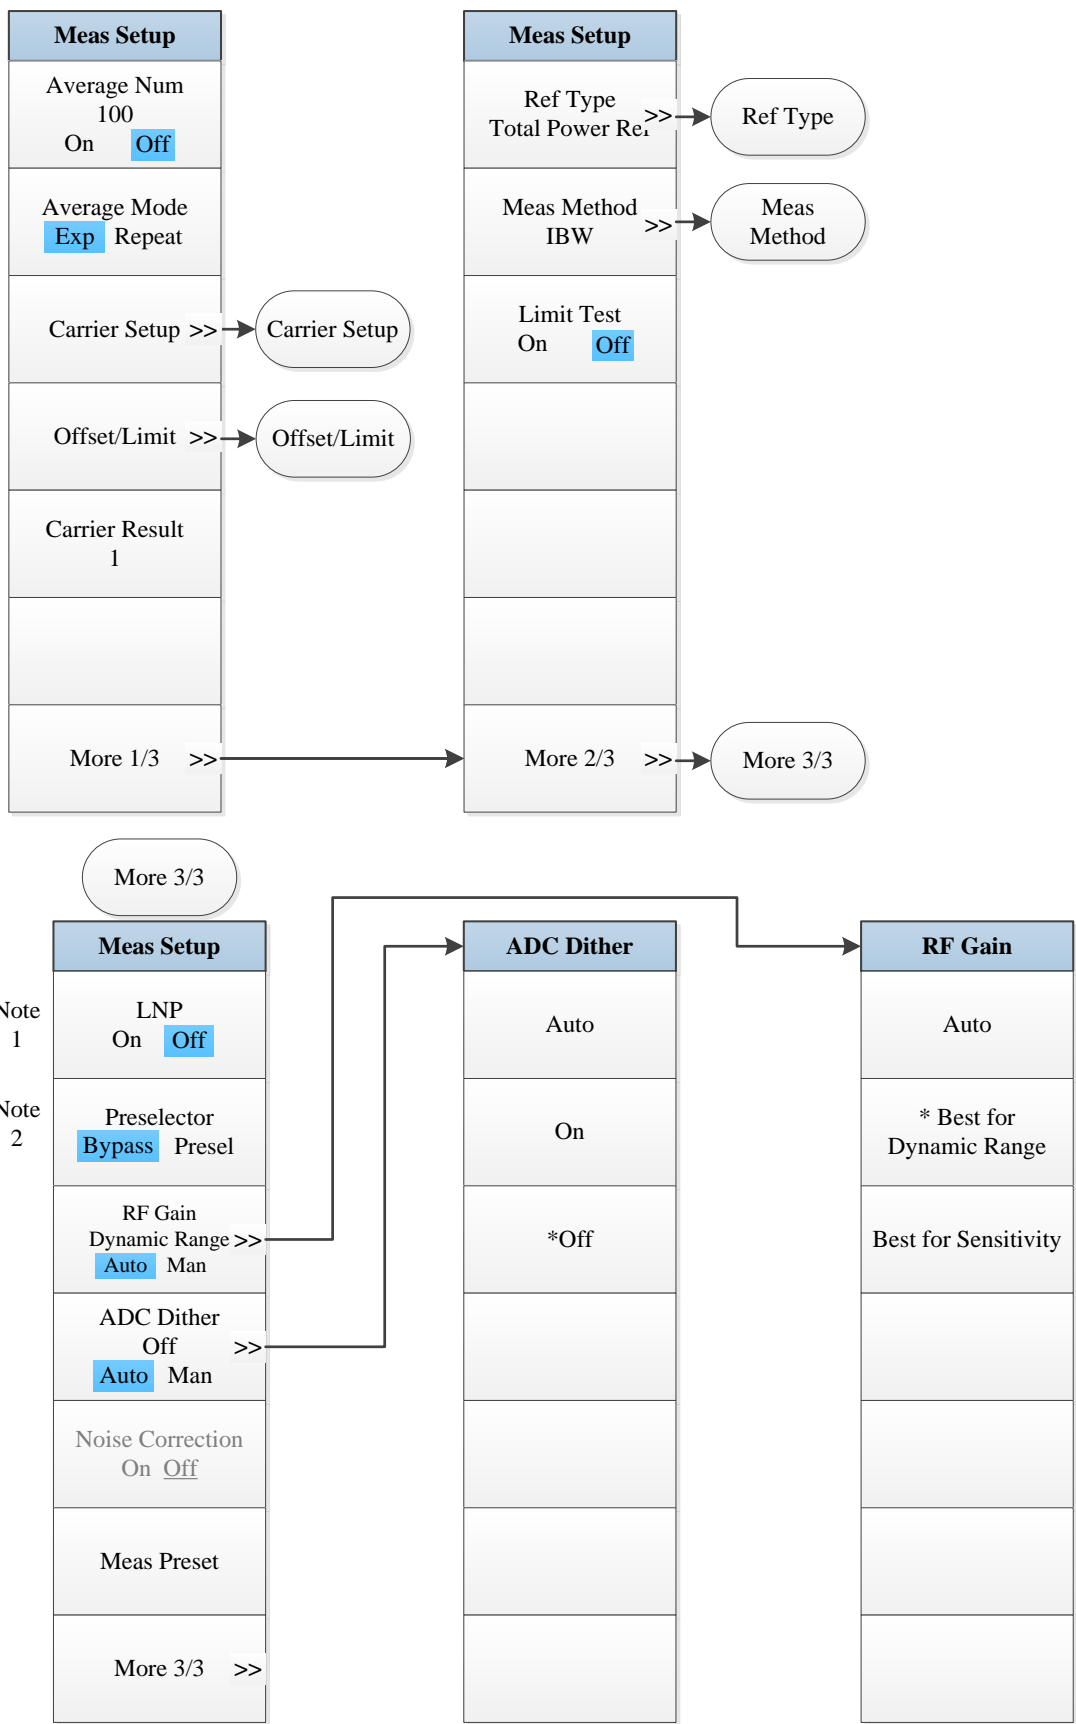 Meas Setup
Average Num
100
On Off
Average Mode
Exp Repeat
Carrier Setup >>
Carrier Setup
Offset/Limit >>
Offset/Limit
Carrier Result
1
More 1/3 >>
Meas Setup
Ref Type
Total Power Ref >>
Ref Type
Meas Method
IBW >>
Meas
Method
Limit Test
On Off
More 2/3 >>
More 3/3
More 3/3
Meas Setup
Note
1
LNP
On Off
Note
2
Preselector
Bypass Presel
RF Gain
Dynamic Range >>
Auto Man
ADC Dither
Off >>
Auto Man
Noise Correction
On Off
Meas Preset
More 3/3 >>
ADC Dither
Auto
On
*Off
RF Gain
Auto
* Best for
Dynamic Range
Best for Sensitivity